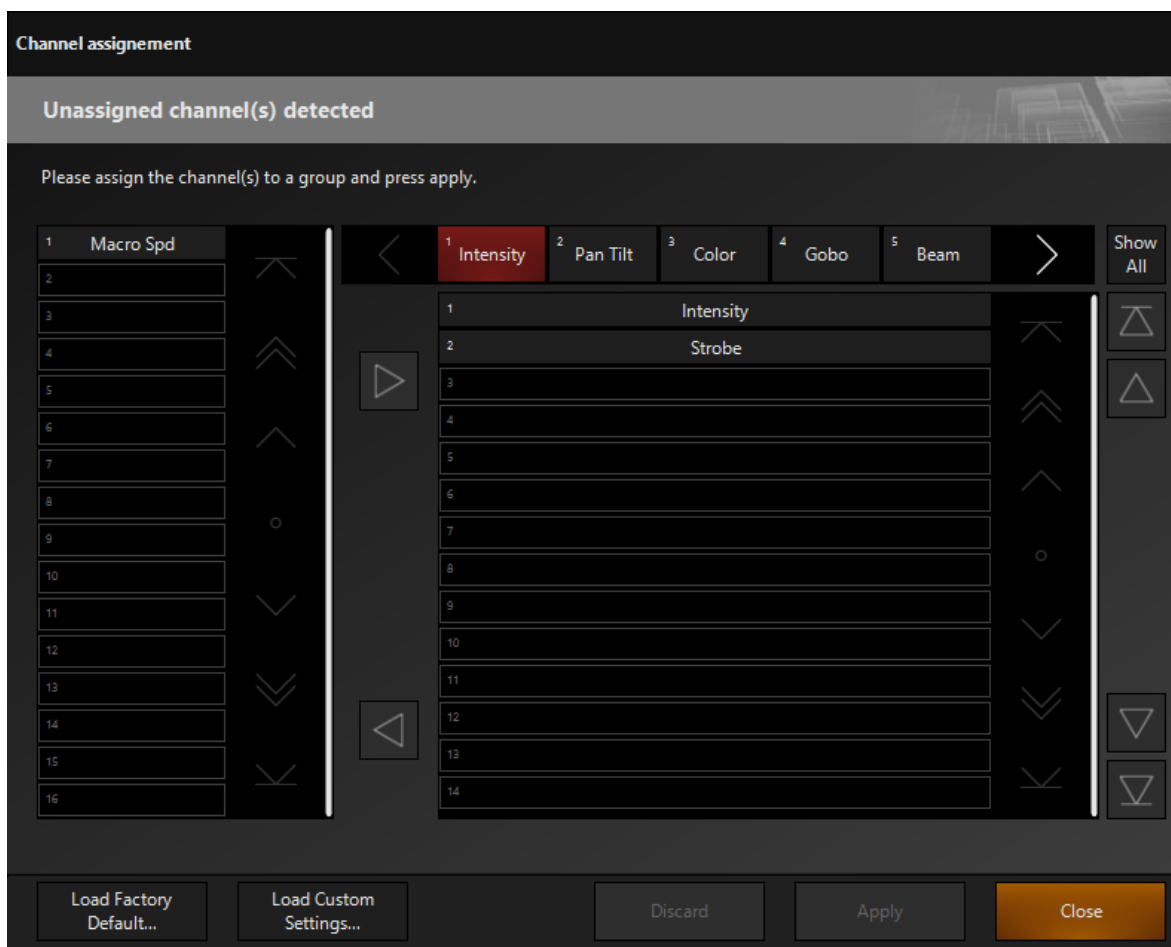 Channel assignement
Unassigned channel(s) detected
Please assign the channel(s) to a group and press apply.
1 Macro Spd
2
3
4
5
6
7
8
9
10
11
12
13
14
15
16
1 Intensity
2 Pan Tilt
3 Color
4 Gobo
5 Beam
Show
All
1 Intensity
2 Strobe
3
4
5
6
7
8
9
10
11
12
13
14
Load Factory
Default...
Load Custom
Settings...
Discard
Apply
Close